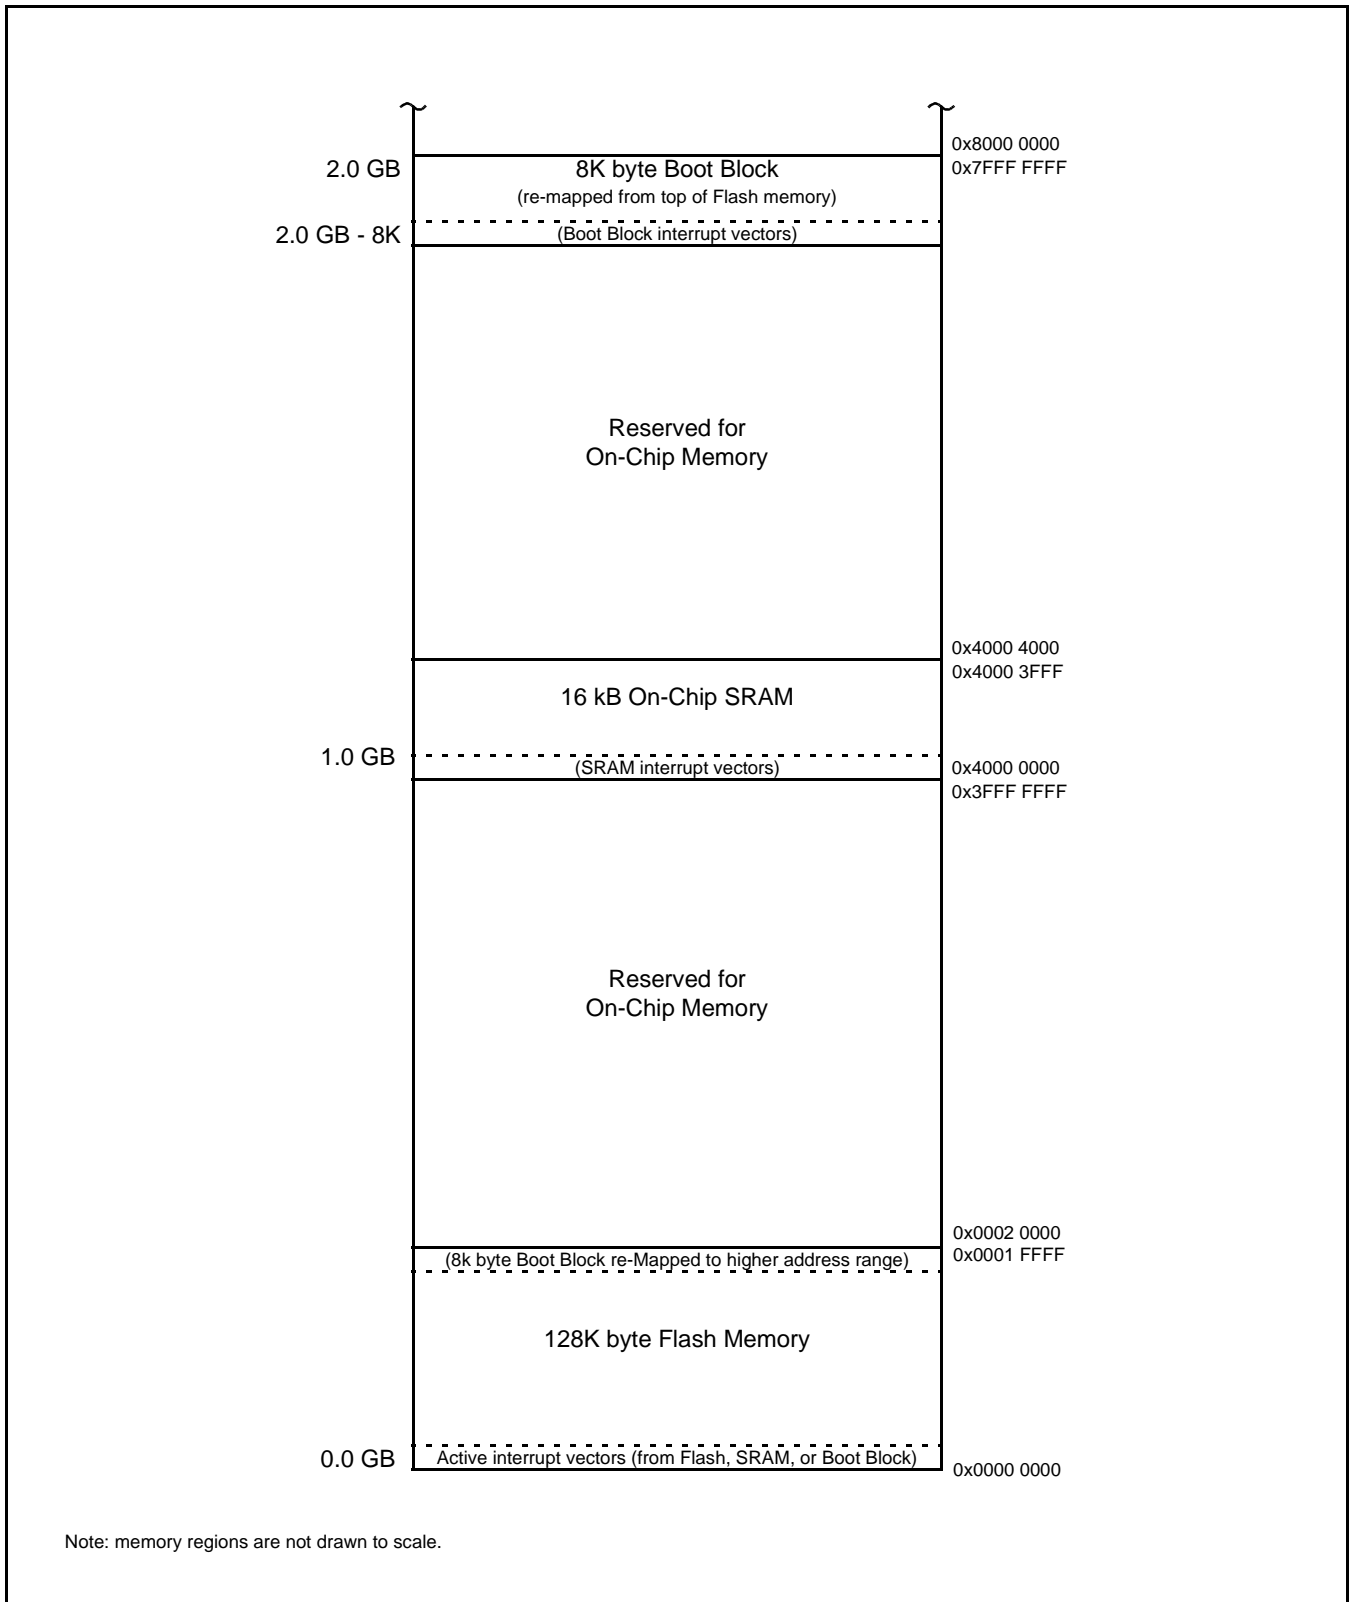 0x8000 0000
2.0 GB
8K byte Boot Block
0x7FFF FFFF
(re-mapped from top of Flash memory)
2.0 GB - 8K
(Boot Block interrupt vectors)
Reserved for
On-Chip Memory
0x4000 4000
0x4000 3FFF
16 kB On-Chip SRAM
1.0 GB
(SRAM interrupt vectors)
0x4000 0000
0x3FFF FFFF
Reserved for
On-Chip Memory
0x0002 0000
(8k byte Boot Block re-Mapped to higher address range)
0x0001 FFFF
128K byte Flash Memory
0.0 GB
Active interrupt vectors (from Flash, SRAM, or Boot Block)
0x0000 0000
Note: memory regions are not drawn to scale.